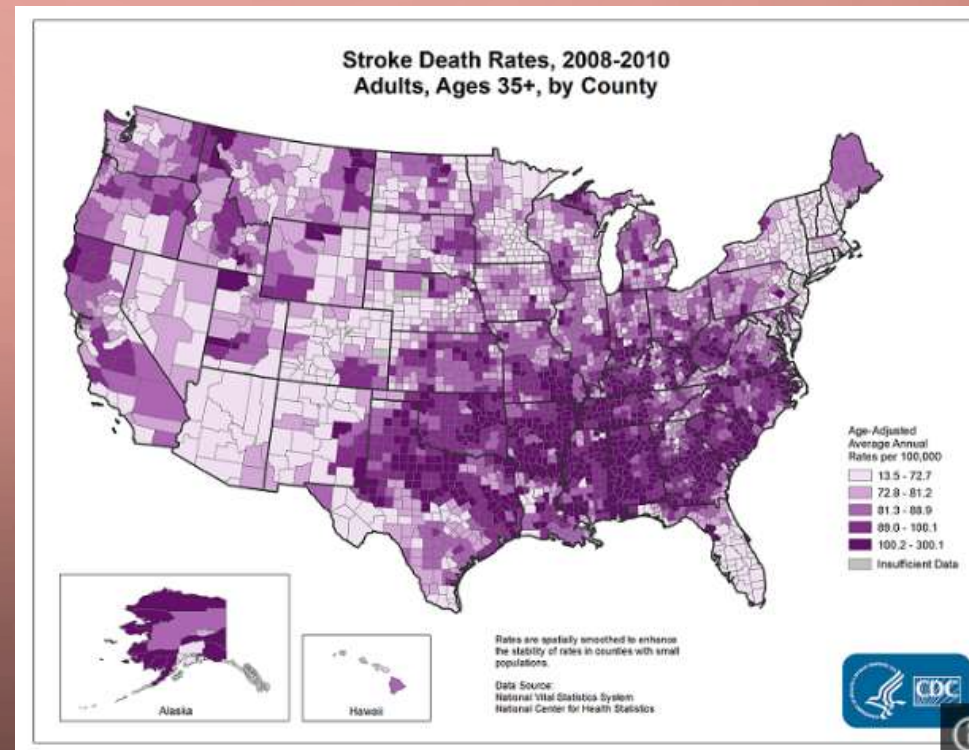 Stroke Death Rates, 2008-2010
Adults, Ages 35+, by County
Age-Adjusted
Average Annual
Rates per 100,000
13.5 - 72.7
72.8 - 81.2
81.3 - 88.9
89.0 - 100.1
100.2 - 300.1
Insufficient Data
Alaska
Hawaii
Rates are spatially smoothed to enhance
the stability of rates in counties with small
populations.
Data Source:
National Vital Statistics System
National Center for Health Statistics
CDC